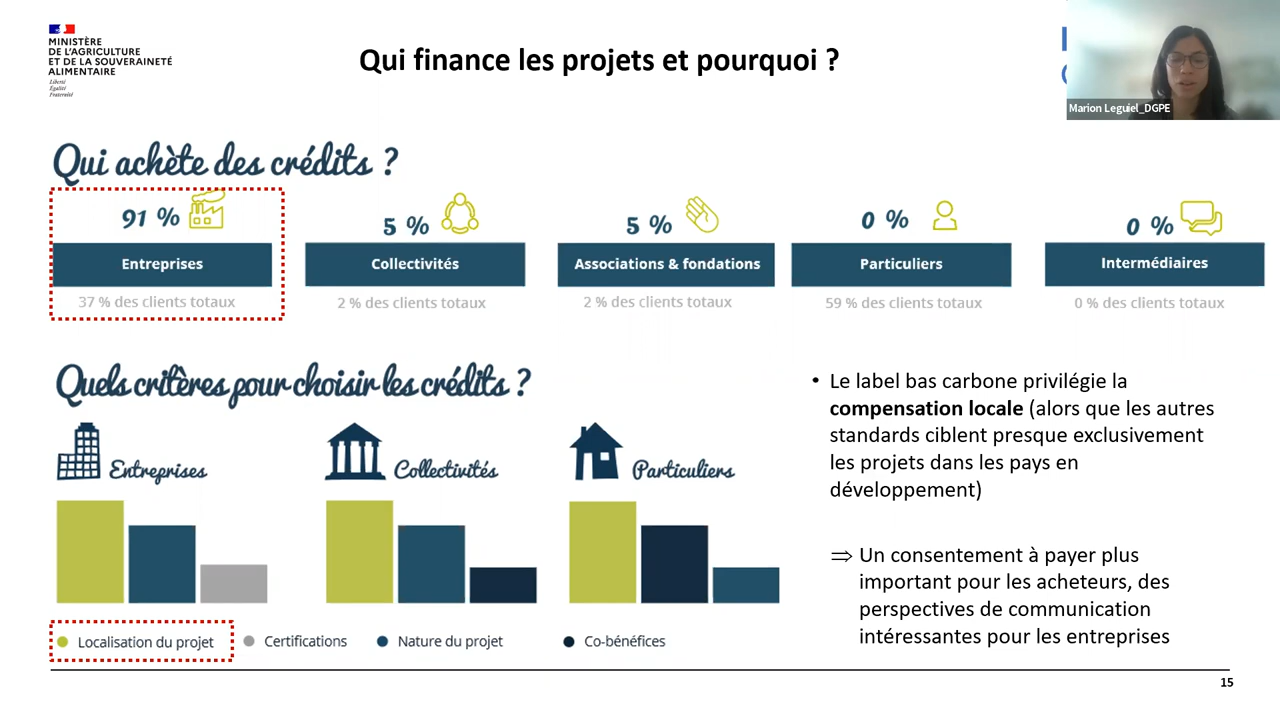 MINISTÈRE
DE L'AGRICULTURE
ET DE LA SOUVERAINETÉ
ALIMENTAIRE
Liberté
Égalité
Fraternité
Qui finance les projets et pourquoi ?
Marion Leguiel_DGPE
Qui achète des crédits ?
91 %
5 %
5 %
0 %
0 %
Entreprises
Collectivités
Associations & fondations
Particuliers
Intermédiaires
37 % des clients totaux
2 % des clients totaux
2 % des clients totaux
59 % des clients totaux
0 % des clients totaux
Quels critères pour choisir les crédits ?
Entreprises
Collectivités
Particuliers
Localisation du projet
Certifications
Nature du projet
Co-bénéfices
• Le label bas carbone privilégie la
compensation locale (alors que les autres
standards ciblent presque exclusivement
les projets dans les pays en
développement)
⇒ Un consentement à payer plus
important pour les acheteurs, des
perspectives de communication
intéressantes pour les entreprises
15